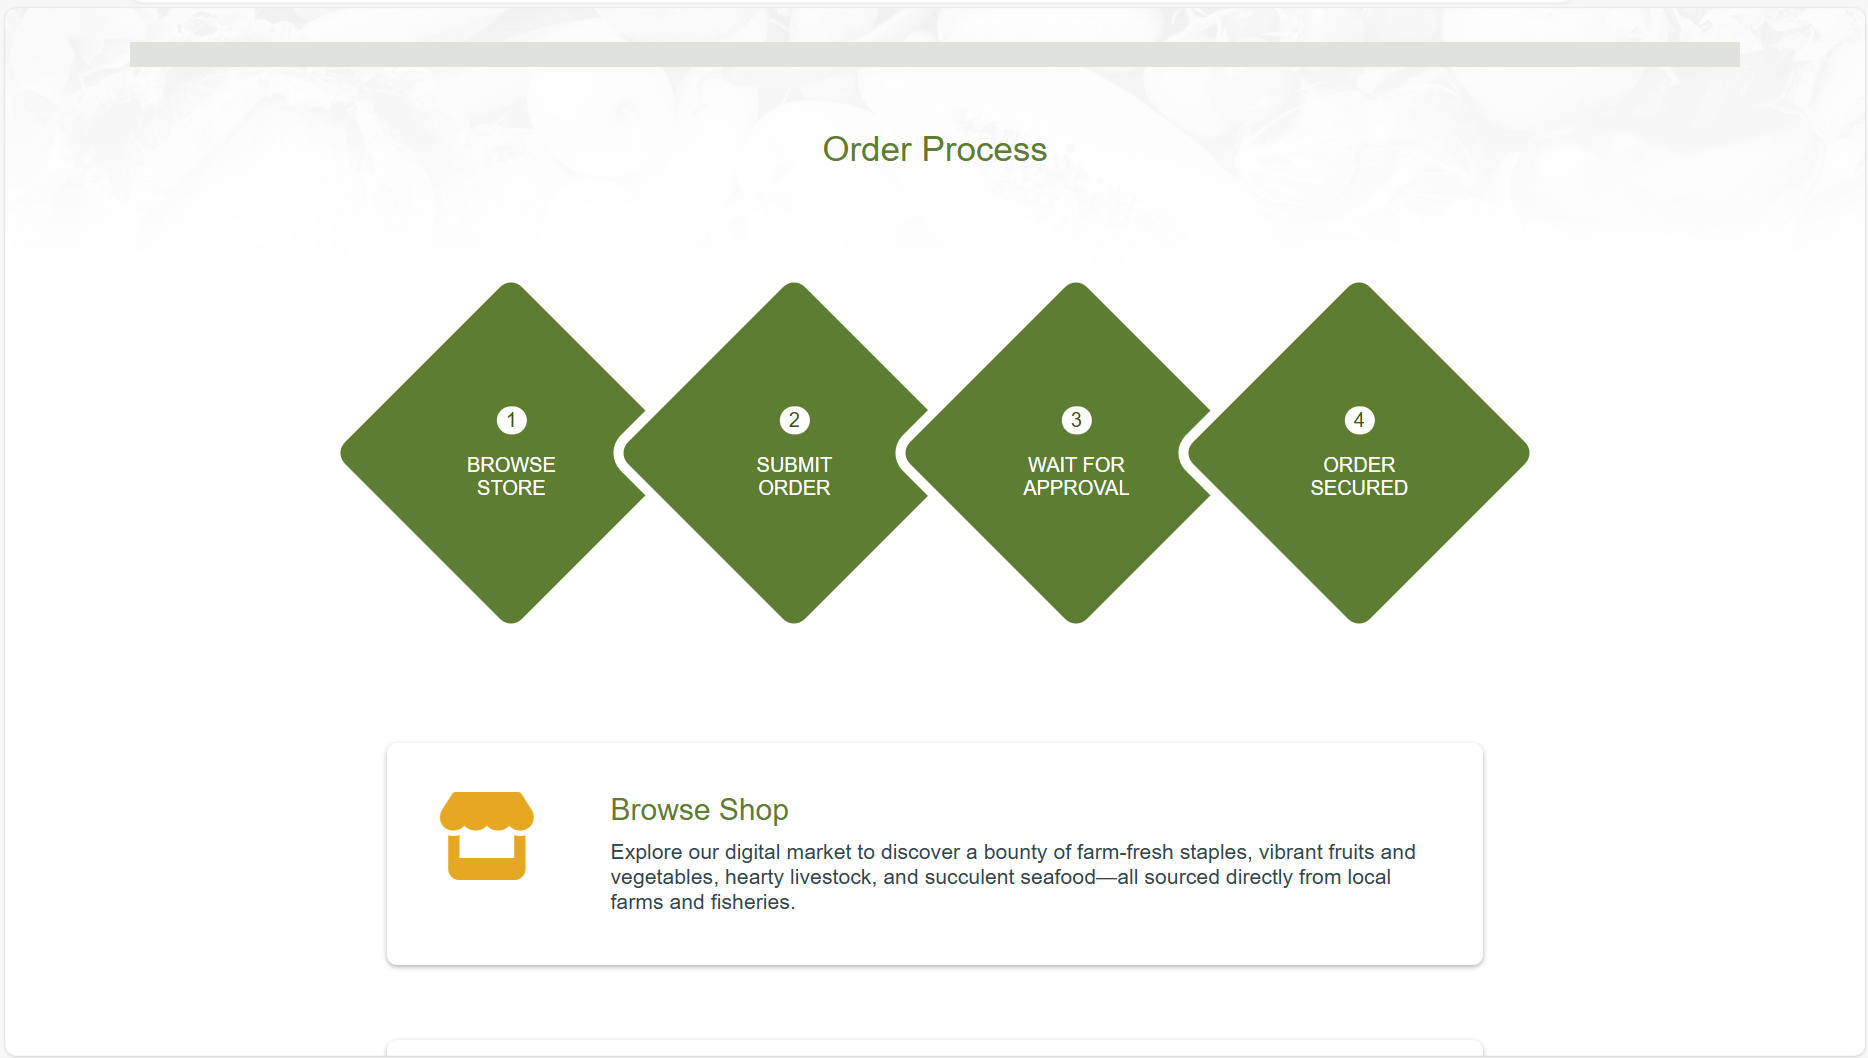 Order Process
1
BROWSE
STORE
2
SUBMIT
ORDER
3
WAIT FOR
APPROVAL
4
ORDER
SECURED
Browse Shop
Explore our digital market to discover a bounty of farm-fresh staples, vibrant fruits and
vegetables, hearty livestock, and succulent seafood—all sourced directly from local
farms and fisheries.